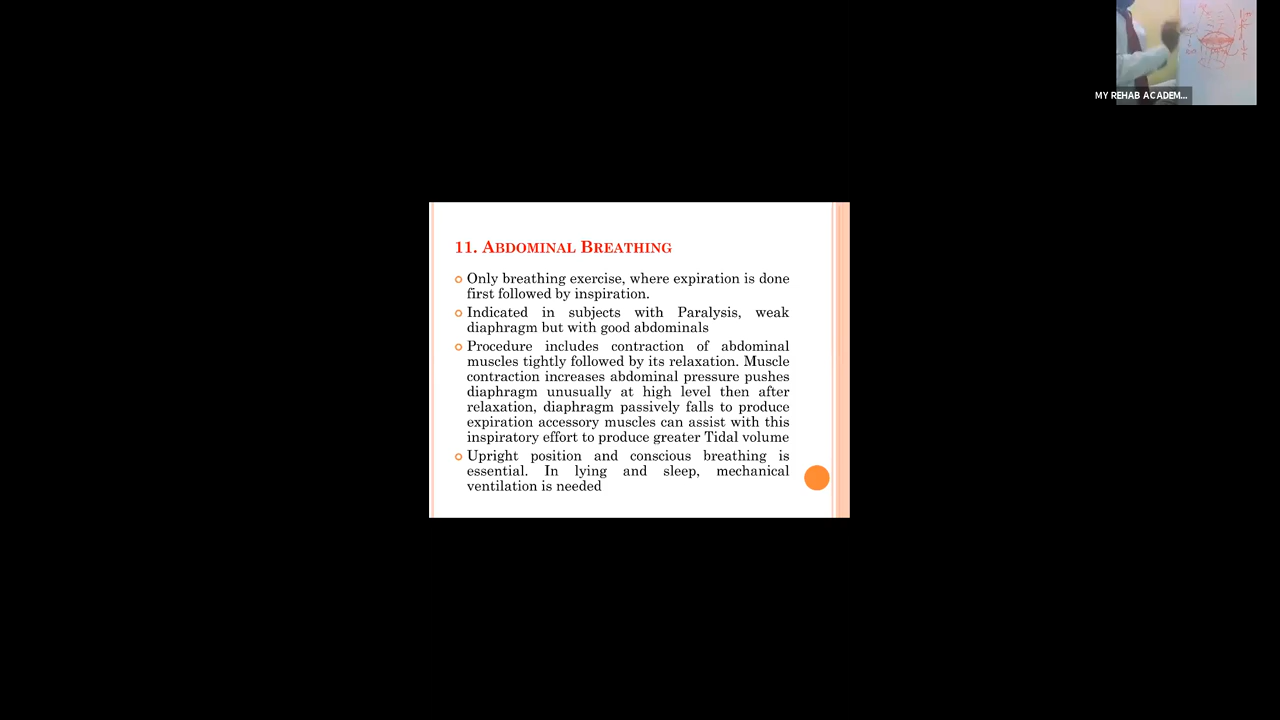 MY REHAB ACADEM...
11. ABDOMINAL BREATHING
Only breathing exercise, where expiration is done
first followed by inspiration.
Indicated in subjects with Paralysis, weak
diaphragm but with good abdominals
Procedure includes contraction of abdominal
muscles tightly followed by its relaxation. Muscle
contraction increases abdominal pressure pushes
diaphragm unusually at high level then after
relaxation, diaphragm passively falls to produce
expiration accessory muscles can assist with this
inspiratory effort to produce greater Tidal volume
Upright position and conscious breathing is
essential. In lying and sleep, mechanical
ventilation is needed